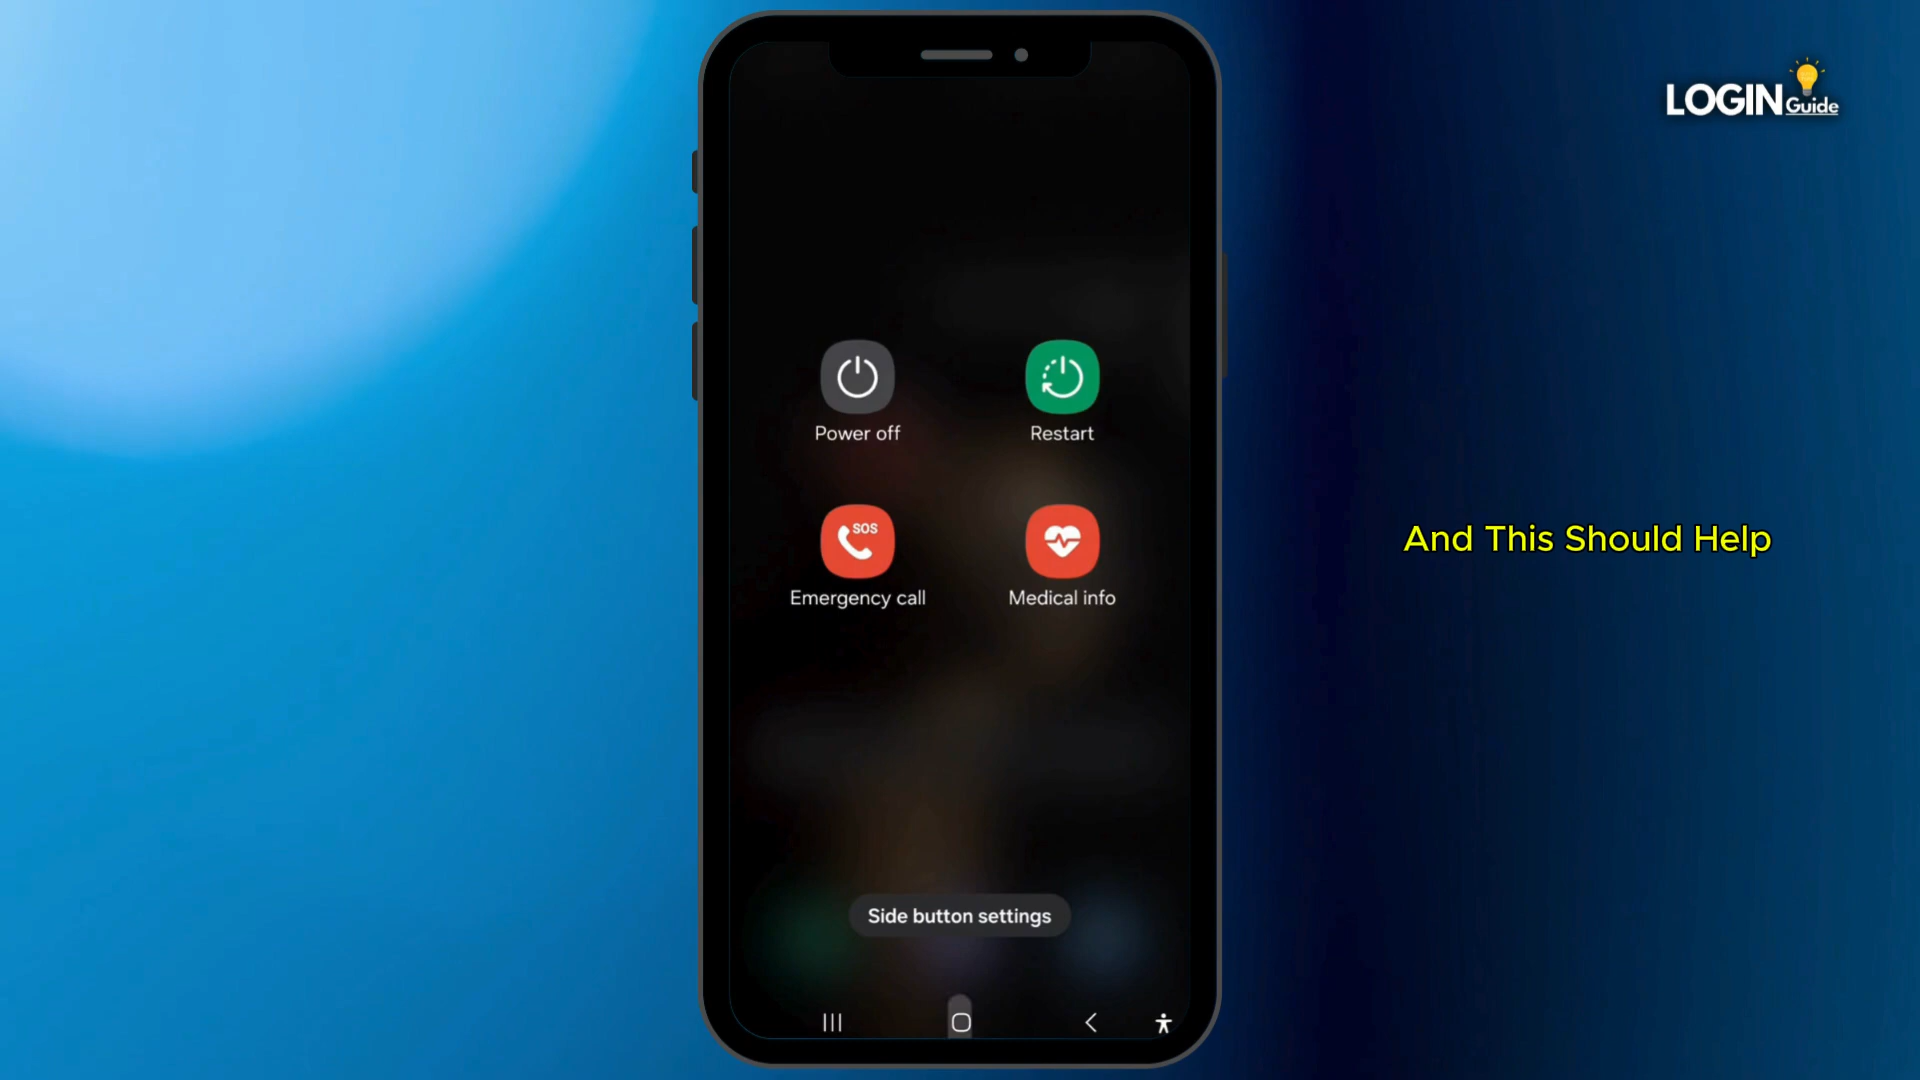 LOGIN Guide
Power off
Restart
SOS
Emergency call
Medical info
And This Should Help
Side button settings